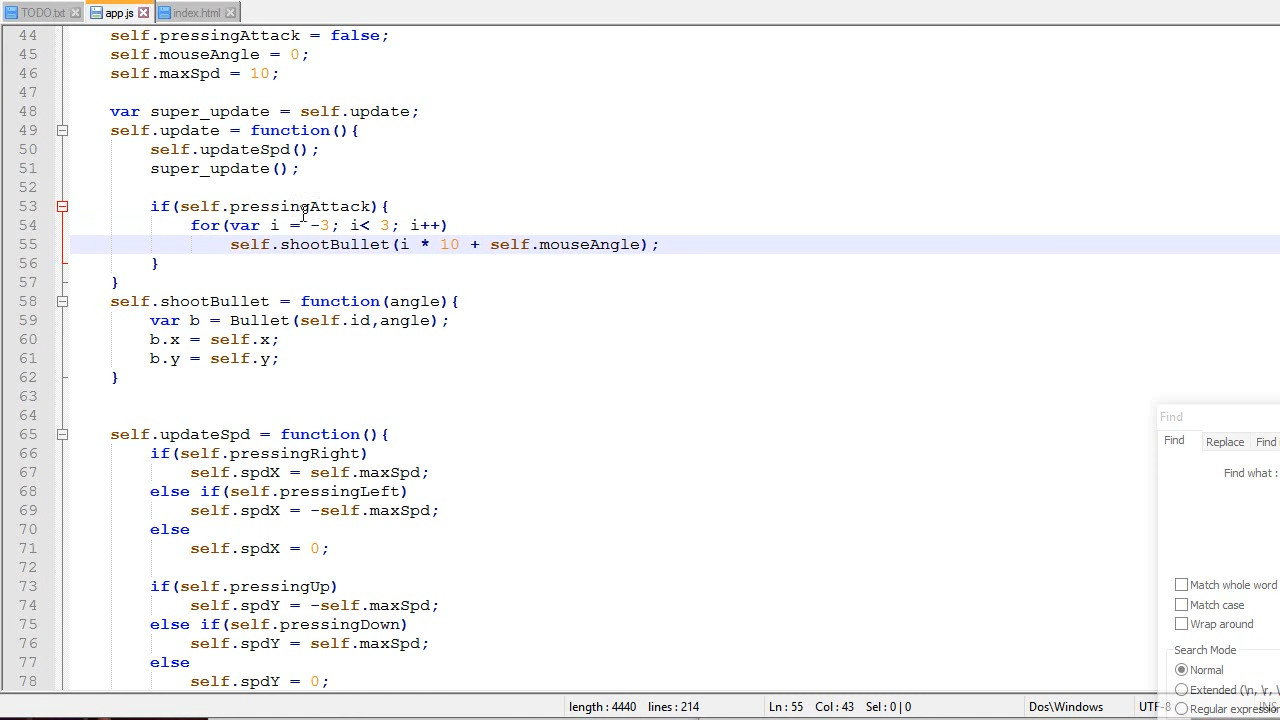 TODO.txt app.js index.html
44 self.pressingAttack = false;
45 self.mouseAngle = 0;
46 self.maxSpd = 10;
47
48 var super_update = self.update;
49 self.update = function(){
50 self.updateSpd();
51 super_update();
52
53 if(self.pressingAttack){
54 for(var i = -3; i< 3; i++)
55 self.shootBullet(i * 10 + self.mouseAngle);
56 }
57 }
58 self.shootBullet = function(angle){
59 var b = Bullet(self.id,angle);
60 b.x = self.x;
61 b.y = self.y;
62 }
63
64
65 self.updateSpd = function(){
66 if(self.pressingRight)
67 self.spdX = self.maxSpd;
68 else if(self.pressingLeft)
69 self.spdX = -self.maxSpd;
70 else
71 self.spdX = 0;
72
73 if(self.pressingUp)
74 self.spdY = -self.maxSpd;
75 else if(self.pressingDown)
76 self.spdY = self.maxSpd;
77 else
78 self.spdY = 0;
Find
Find Replace Find
Find what :
Match whole word
Match case
Wrap around
Search Mode
Normal
Extended (\n, \r, \
Regular expressio
length : 4440 lines : 214 Ln : 55 Col : 43 Sel : 0 | 0 Dos\Windows UTF-8 INS